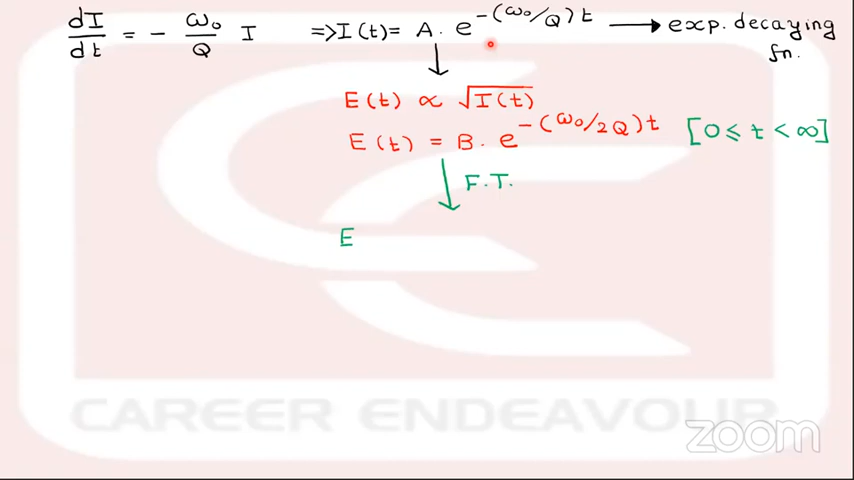 dI/dt = - ω₀/Q I => I(t) = A. e^-(ω₀/Q)t → exp. decaying fn.
E(t) ∝ √I(t)
E(t) = B. e^-(ω₀/2Q)t [0 ⩽ t < ∞]
F.T.
E
CAREER ENDEAVOUR
zoom